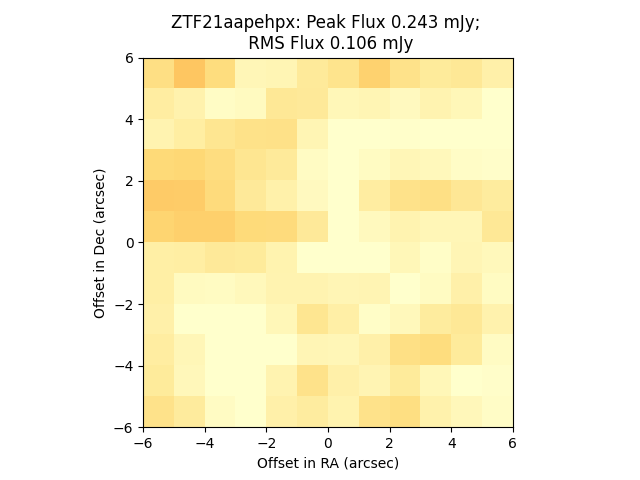 ZTF21aapehpx: Peak Flux 0.243 mJy;
RMS Flux 0.106 mJy
6
4
2
0
−2
−4
−6
Offset in Dec (arcsec)
−6 −4 −2 0 2 4 6
Offset in RA (arcsec)